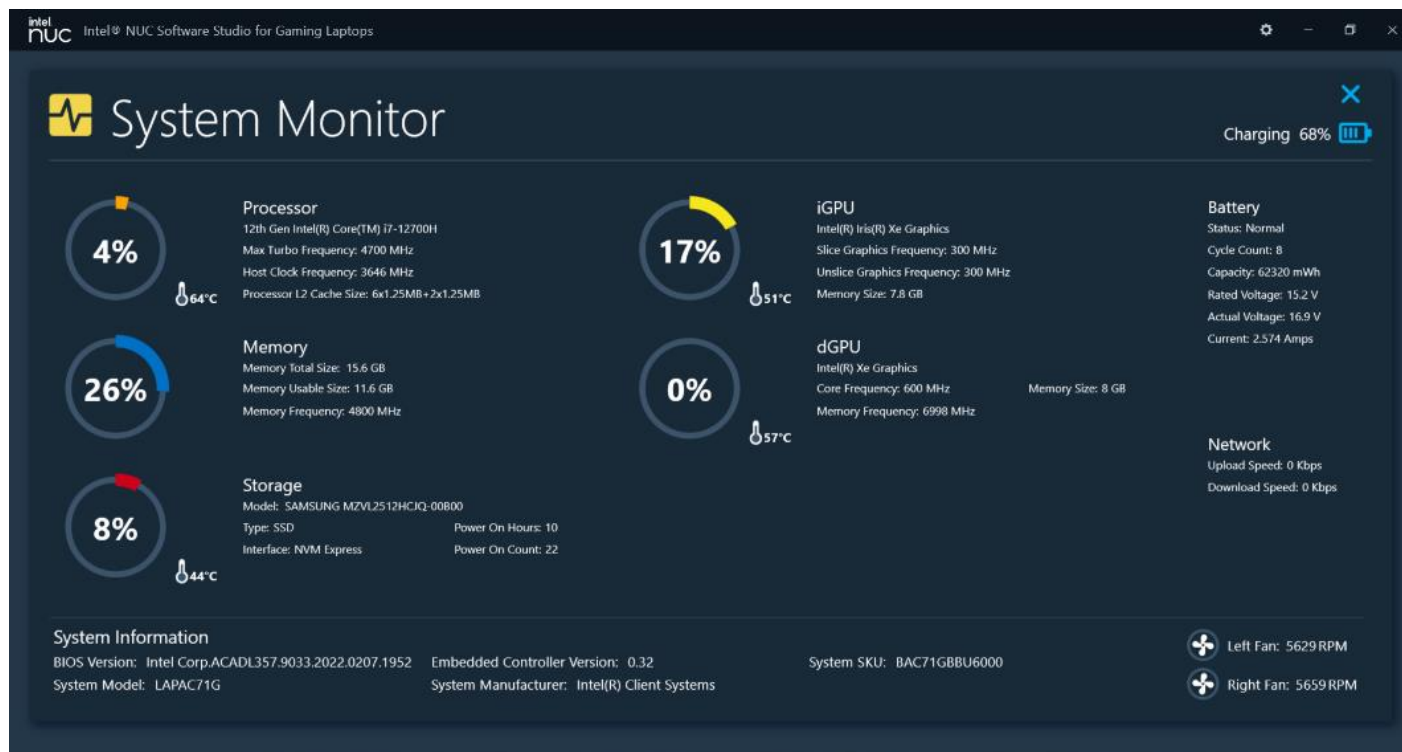 intel
nuc Intel® NUC Software Studio for Gaming Laptops
System Monitor
Charging 68%
4%
64°C
Processor
12th Gen Intel(R) Core(TM) i7-12700H
Max Turbo Frequency: 4700 MHz
Host Clock Frequency: 3646 MHz
Processor L2 Cache Size: 6x1.25MB+2x1.25MB
17%
51°C
iGPU
Intel(R) Iris(R) Xe Graphics
Slice Graphics Frequency: 300 MHz
Unslice Graphics Frequency: 300 MHz
Memory Size: 7.8 GB
Battery
Status: Normal
Cycle Count: 8
Capacity: 62320 mWh
Rated Voltage: 15.2 V
Actual Voltage: 16.9 V
Current: 2.574 Amps
26%
Memory
Memory Total Size: 15.6 GB
Memory Usable Size: 11.6 GB
Memory Frequency: 4800 MHz
0%
57°C
dGPU
Intel(R) Xe Graphics
Core Frequency: 600 MHz Memory Size: 8 GB
Memory Frequency: 6998 MHz
Network
Upload Speed: 0 Kbps
Download Speed: 0 Kbps
8%
44°C
Storage
Model: SAMSUNG MZVL2512HCJQ-00B00
Type: SSD Power On Hours: 10
Interface: NVM Express Power On Count: 22
System Information
BIOS Version: Intel Corp.ACADL357.9033.2022.0207.1952 Embedded Controller Version: 0.32 System SKU: BAC71GBBU6000
System Model: LAPAC71G System Manufacturer: Intel(R) Client Systems
Left Fan: 5629 RPM
Right Fan: 5659 RPM